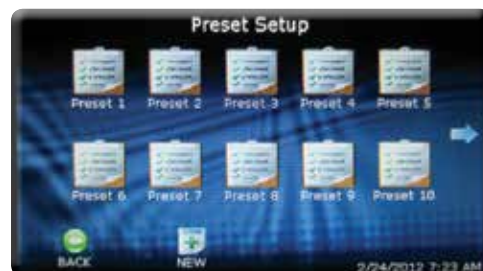 Preset Setup
Preset 1 Preset 2 Preset 3 Preset 4 Preset 5
Preset 6 Preset 7 Preset 8 Preset 9 Preset 10
BACK NEW
2/24/2012 7:23 AM